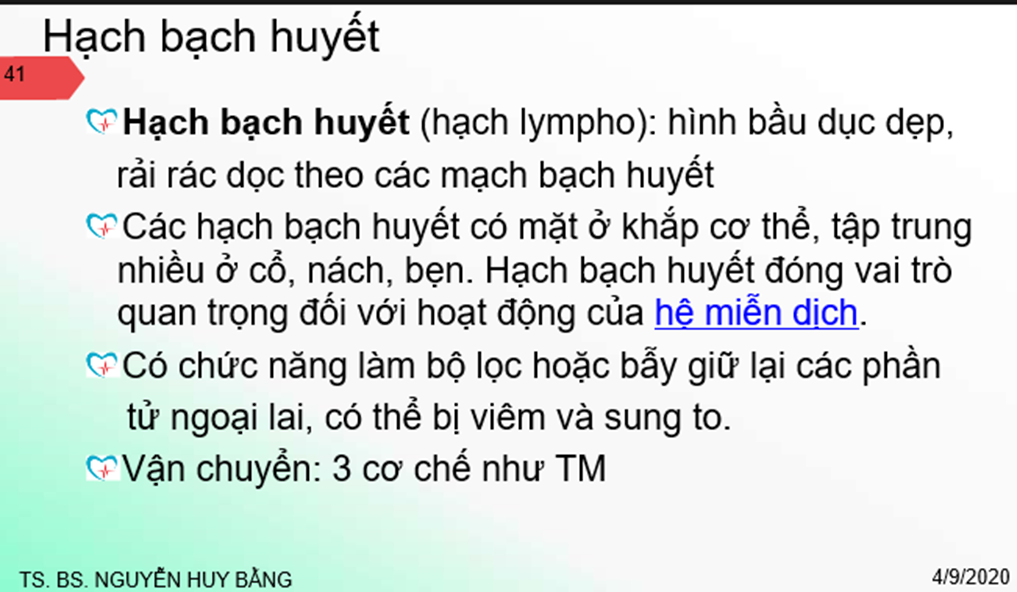 Hạch bạch huyết
41
Hạch bạch huyết (hạch lympho): hình bầu dục dẹp,
rải rác dọc theo các mạch bạch huyết
Các hạch bạch huyết có mặt ở khắp cơ thể, tập trung
nhiều ở cổ, nách, bẹn. Hạch bạch huyết đóng vai trò
quan trọng đối với hoạt động của hệ miễn dịch.
Có chức năng làm bộ lọc hoặc bẫy giữ lại các phần
tử ngoại lai, có thể bị viêm và sung to.
Vận chuyển: 3 cơ chế như TM
TS. BS. NGUYỄN HUY BẰNG
4/9/2020